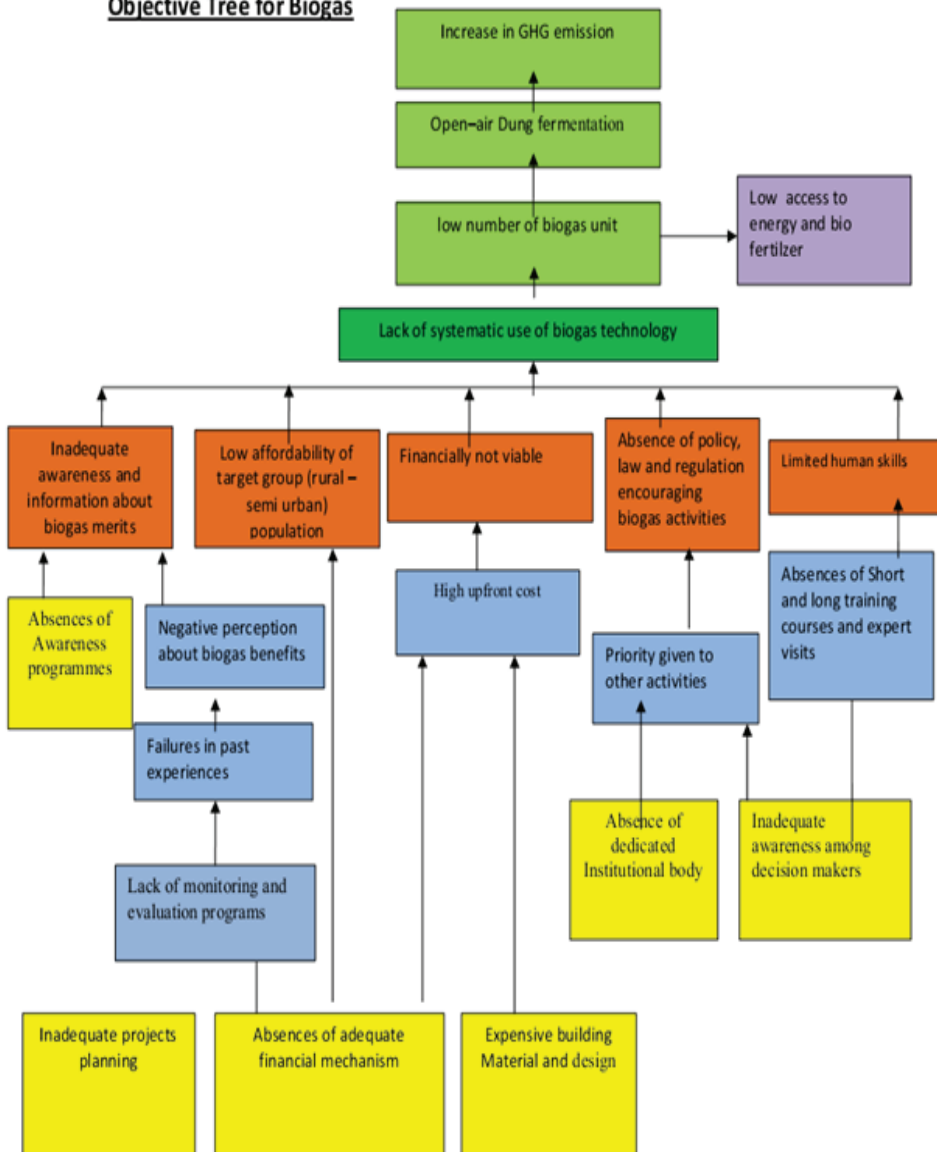 Objective Tree for Biogas
Increase in GHG emission
Open–air Dung fermentation
low number of biogas unit
Low access to
energy and bio
fertilzer
Lack of systematic use of biogas technology
Inadequate
awareness and
information about
biogas merits
Low affordability of
target group (rural –
semi urban)
population
Financially not viable
Absence of policy,
law and regulation
encouraging
biogas activities
Limited human skills
Absences of
Awareness
programmes
Negative perception
about biogas benefits
High upfront cost
Priority given to
other activities
Absences of Short
and long training
courses and expert
visits
Failures in past
experiences
Lack of monitoring and
evaluation programs
Absence of
dedicated
Institutional body
Inadequate
awareness among
decision makers
Inadequate projects
planning
Absences of adequate
financial mechanism
Expensive building
Material and design